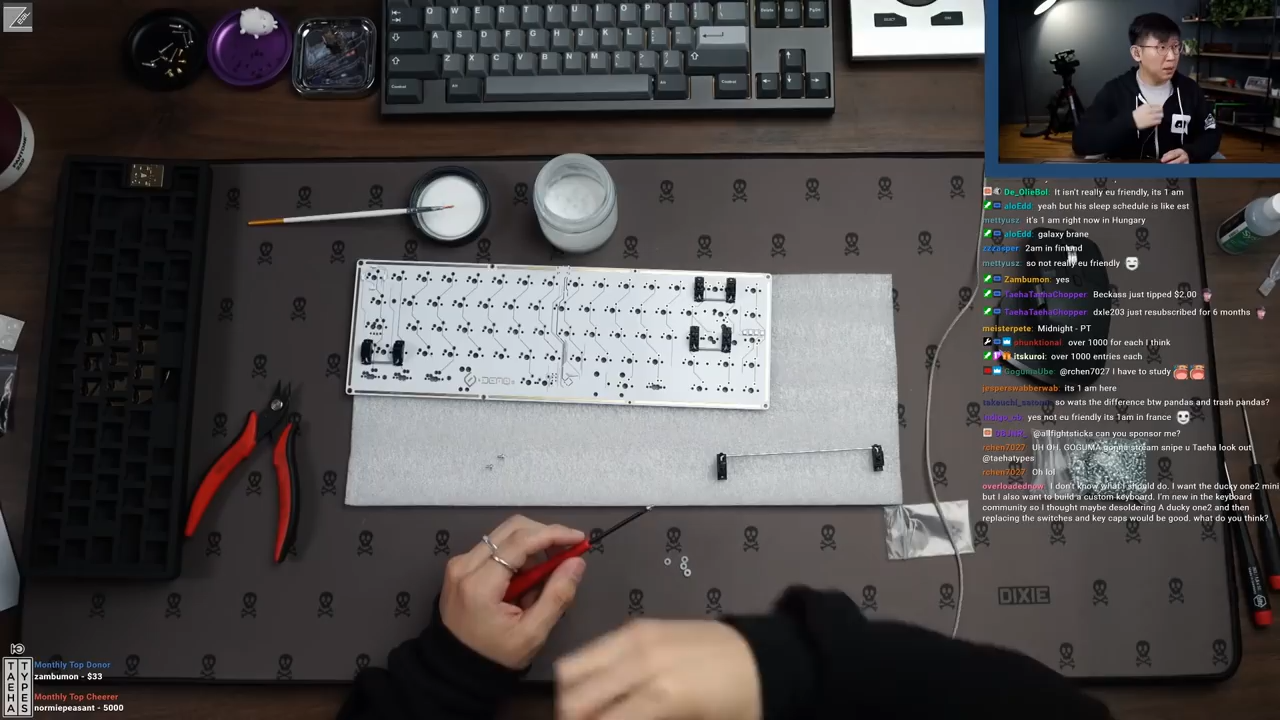 De_OlieBol: It isn't really eu friendly, its 1 am
aloEdd: yeah but his sleep schedule is like est
mettyusz: it's 1 am right now in Hungary
aloEdd: galaxy brane
zzzasper: 2am in finland
mettyusz: so not really eu friendly
Zambumon: yes
TaehaTaehaChopper: Beckass just tipped $2.00
TaehaTaehaChopper: dxle203 just resubscribed for 6 months
meisterpete: Midnight - PT
phunktional: over 1000 for each I think
itskuroi: over 1000 entries each
GogumaUbe: @rchen7027 I have to study
jesperswabberwab: its 1 am here
so wats the difference btw pandas and trash pandas?
yes not eu friendly its 1am in france
@allfightsticks can you sponsor me?
rchen7027: UH OH. GOGUMA gonna stream snipe u Taeha look out
@taehatypes
rchen7027: Oh lol
overloadednow: I don't know what I should do. I want the ducky one2 mini
but I also want to build a custom keyboard. I'm new in the keyboard
community so I thought maybe desoldering A ducky one2 and then
replacing the switches and key caps would be good. what do you think?
DEMO
DIXIE
TAEHA
TYPES
Monthly Top Donor
zambumon - $33
Monthly Top Cheerer
normiepeasant - 5000